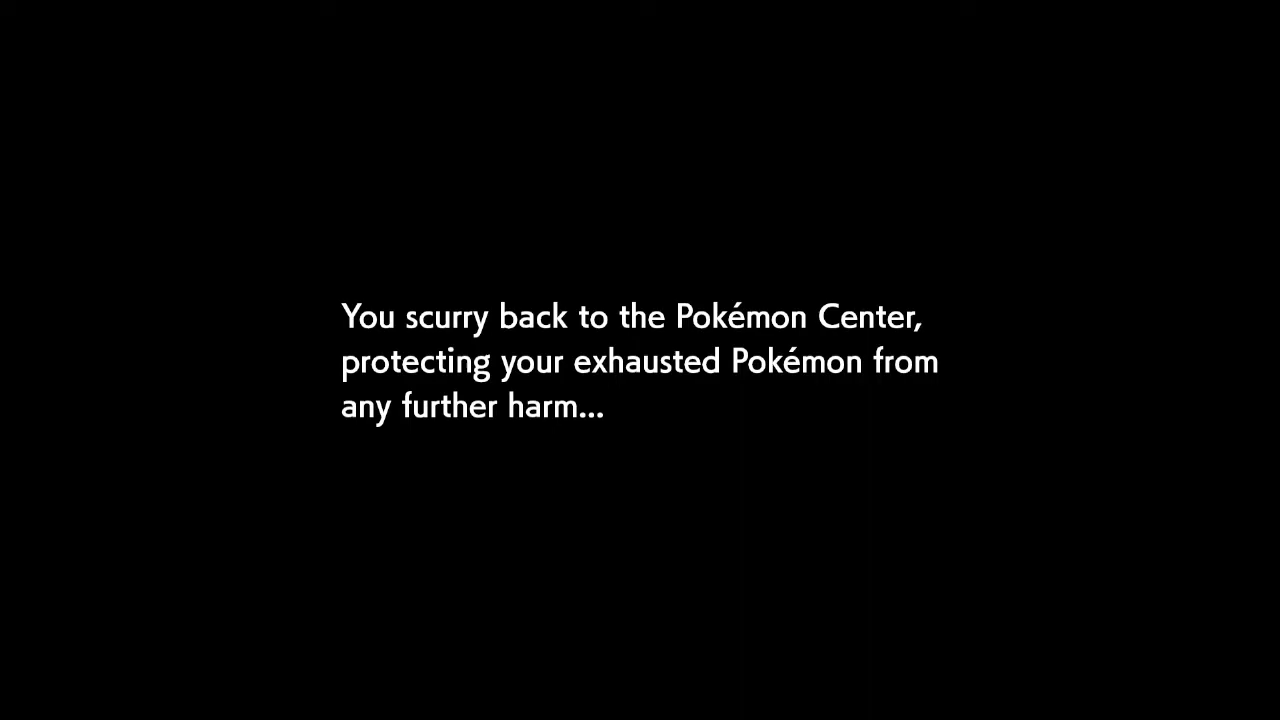 You scurry back to the Pokémon Center,
protecting your exhausted Pokémon from
any further harm...